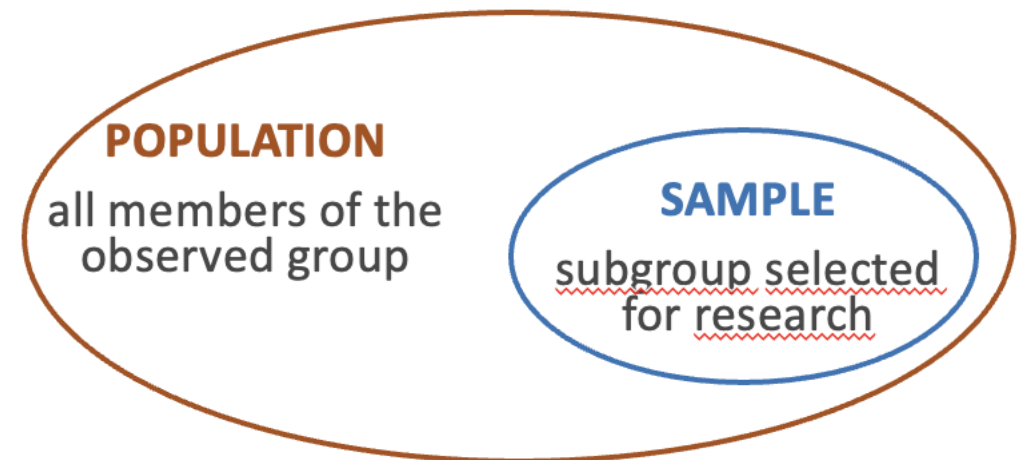 POPULATION
all members of the
observed group
SAMPLE
subgroup selected
for research